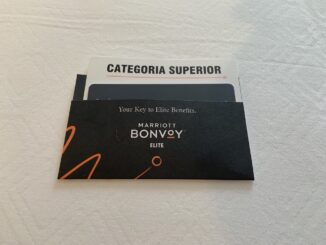 CATEGORIA SUPERIOR
Your Key to Elite Benefits.
MARRIOTT
BONVOY
ELITE